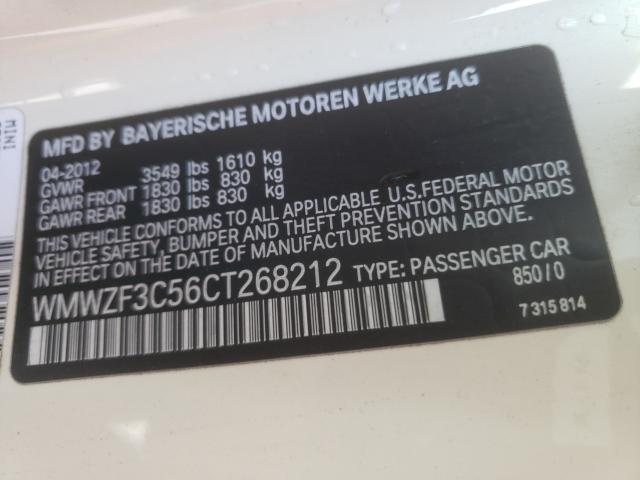 MFD BY BAYERISCHE MOTOREN WERKE AG
04-2012
GVWR 3549 lbs 1610 kg
GAWR FRONT 1830 lbs 830 kg
GAWR REAR 1830 lbs 830 kg
THIS VEHICLE CONFORMS TO ALL APPLICABLE U.S.FEDERAL MOTOR
VEHICLE SAFETY, BUMPER AND THEFT PREVENTION STANDARDS
IN EFFECT ON THE DATE OF MANUFACTURE SHOWN ABOVE.
WMWZF3C56CT268212 TYPE: PASSENGER CAR
850/0
7 315 814
MINI